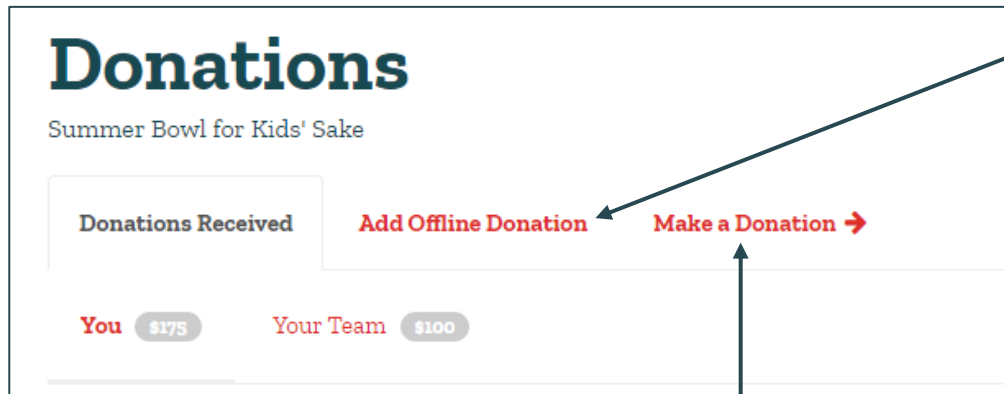 Donations
Summer Bowl for Kids' Sake
Donations Received Add Offline Donation Make a Donation
You $175 Your Team $100